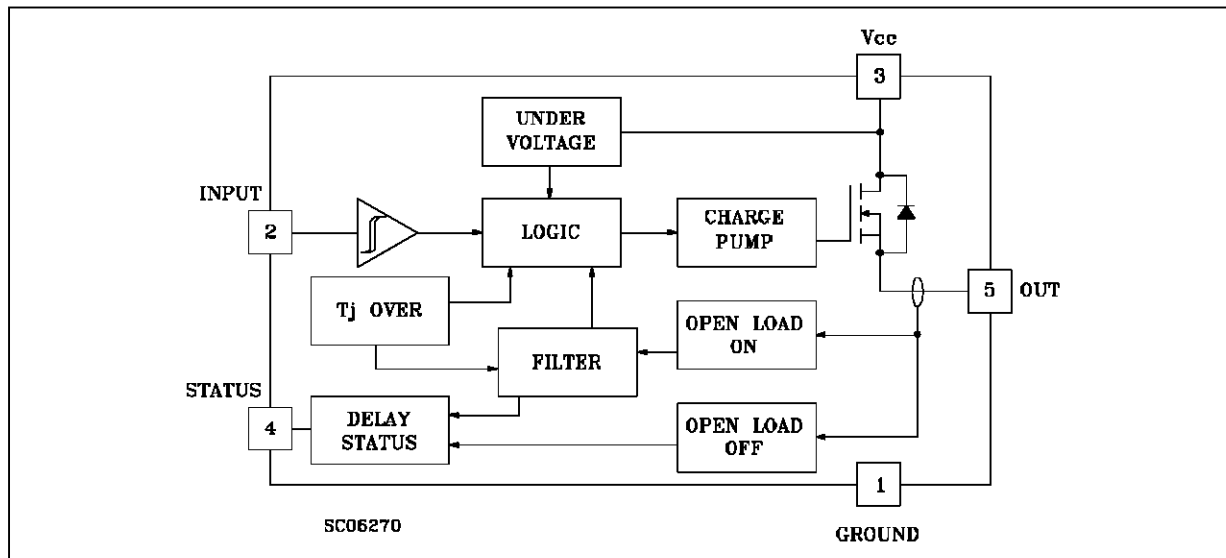 Vcc
3
UNDER
VOLTAGE
INPUT
2
LOGIC
CHARGE
PUMP
5
OUT
Tj OVER
OPEN LOAD
ON
FILTER
STATUS
4
DELAY
STATUS
OPEN LOAD
OFF
1
SC06270
GROUND